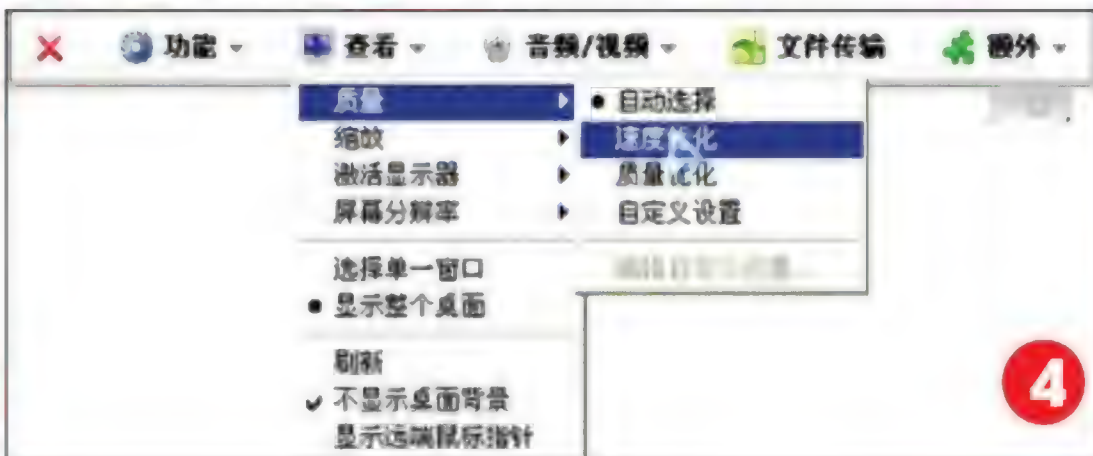 功能 查看 音频/视频 文件传输 额外
质量
缩放
激活显示器
屏幕分辨率
选择单一窗口
显示整个桌面
刷新
不显示桌面背景
显示远端鼠标指针
自动选择
速度优化
质量优化
自定义设置
4